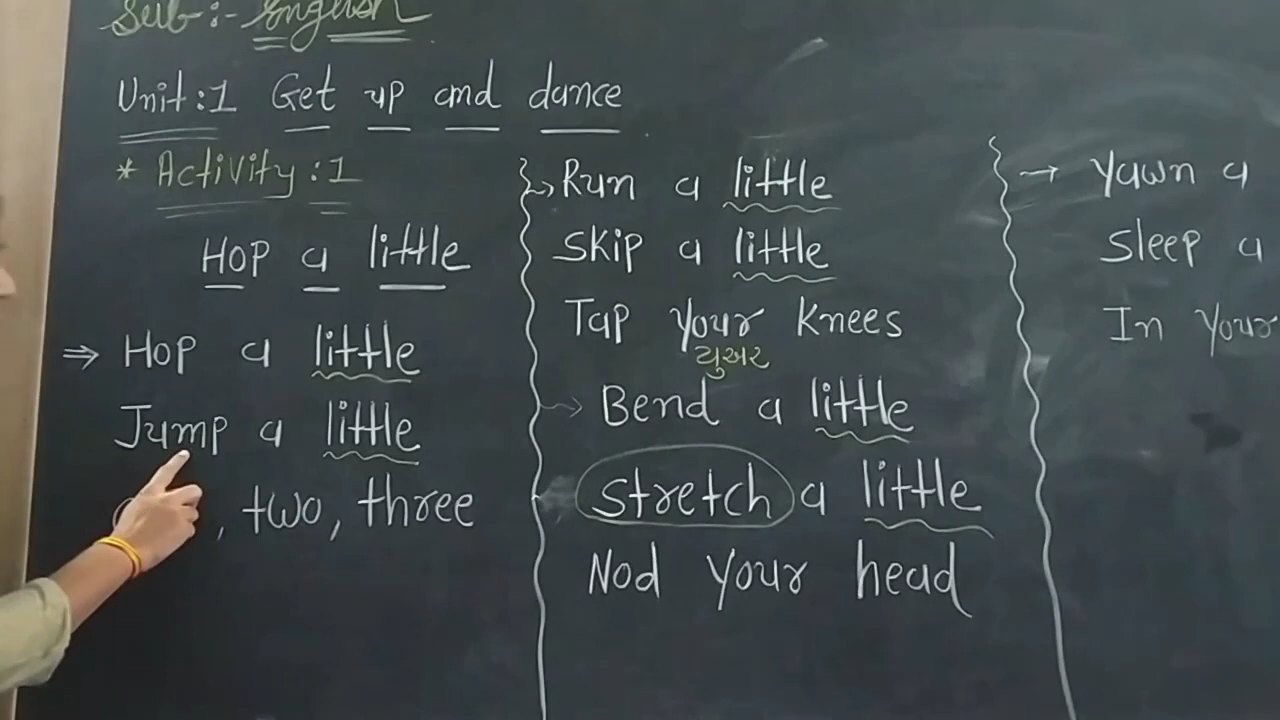 Sub:- English
Unit:1 Get up and dance
* Activity:1
Hop a little
⇒ Hop a little
Jump a little
, two, three
→ Run a little
Skip a little
Tap your knees
યુઅર
→ Bend a little
Stretch a little
Nod your head
→ Yawn a
Sleep a
In your